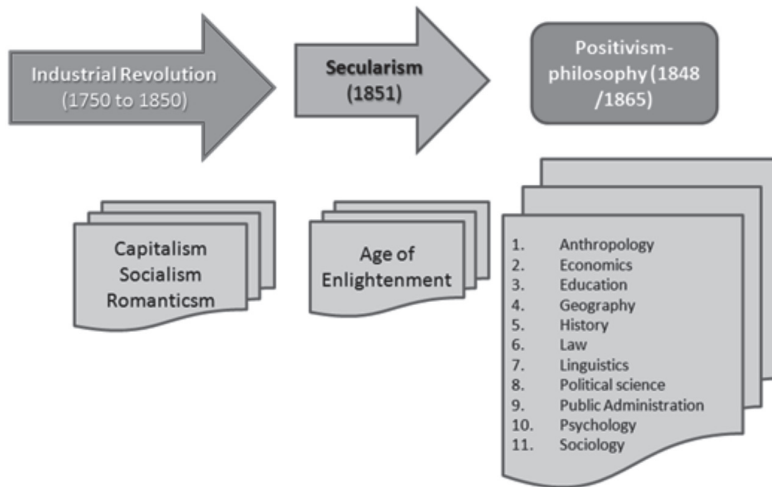 Industrial Revolution
(1750 to 1850)
Secularism
(1851)
Positivism-
philosophy (1848
/1865)
Capitalism
Socialism
Romanticsm
Age of
Enlightenment
1. Anthropology
2. Economics
3. Education
4. Geography
5. History
6. Law
7. Linguistics
8. Political science
9. Public Administration
10. Psychology
11. Sociology